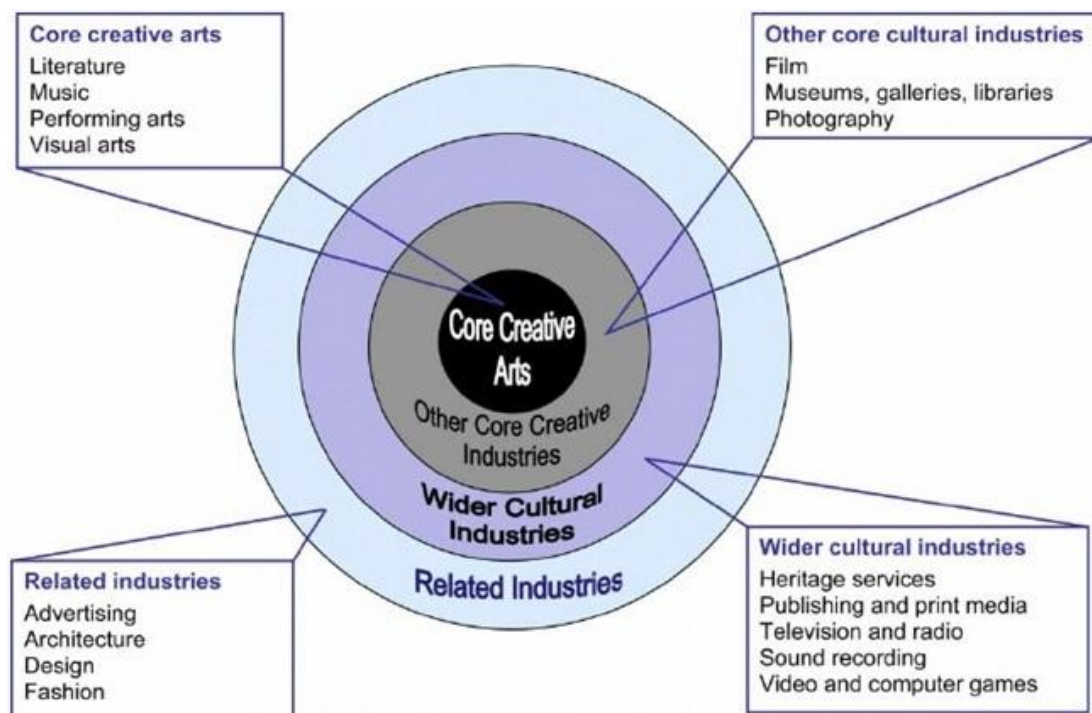 Core creative arts
Literature
Music
Performing arts
Visual arts
Other core cultural industries
Film
Museums, galleries, libraries
Photography
Core Creative
Arts
Other Core Creative
Industries
Wider Cultural
Industries
Related Industries
Related industries
Advertising
Architecture
Design
Fashion
Wider cultural industries
Heritage services
Publishing and print media
Television and radio
Sound recording
Video and computer games